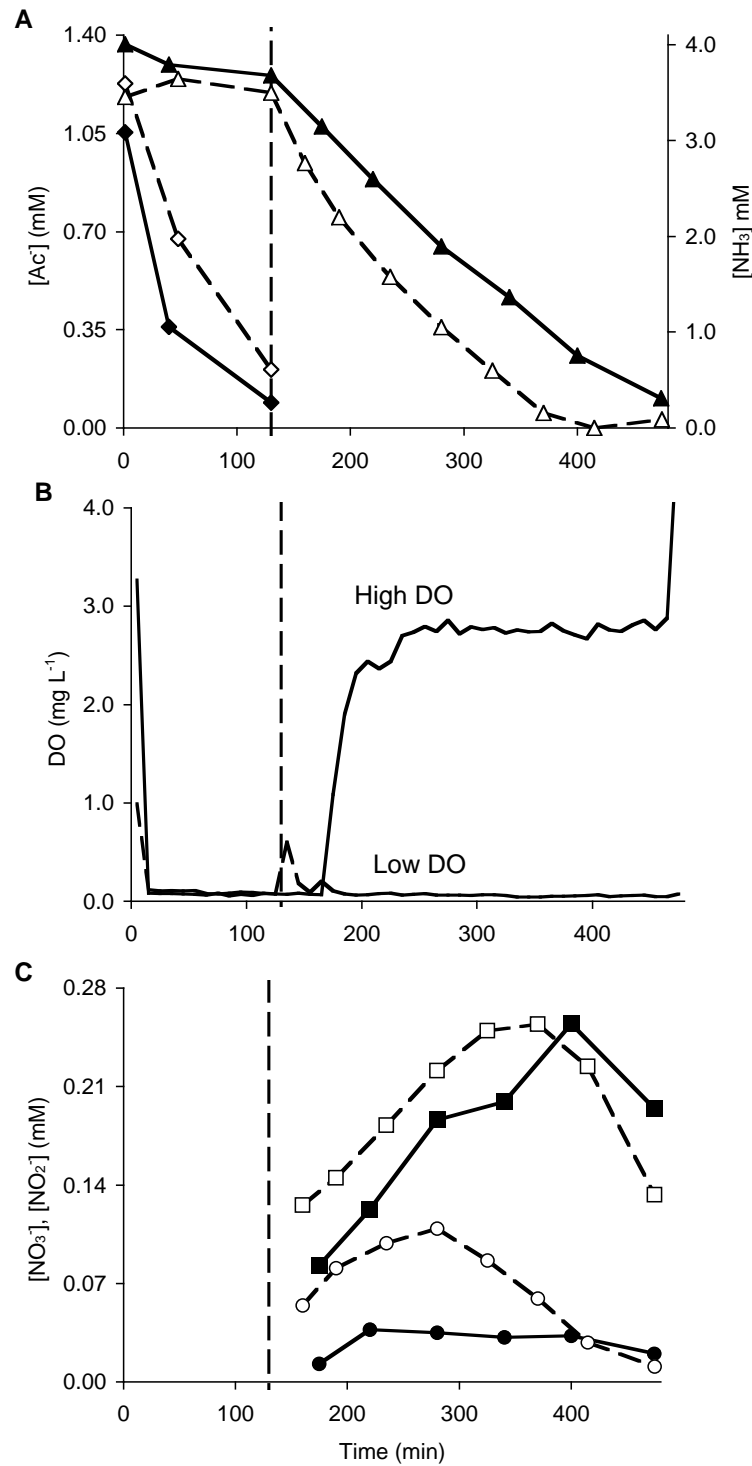 A
1.40
1.05
0.70
0.35
0.00
[Ac-] (mM)
4.0
3.0
2.0
1.0
0.0
[NH3] mM
0 100 200 300 400
B
4.0
3.0
2.0
1.0
0.0
DO (mg L-1)
High DO
Low DO
0 100 200 300 400
C
0.28
0.21
0.14
0.07
0.00
[NO3-], [NO2-] (mM)
0 100 200 300 400
Time (min)